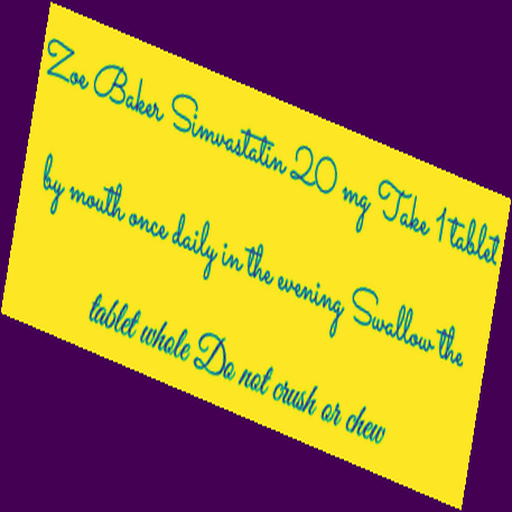 Zoe Baker Simvastatin 20 mg Take 1 tablet
by mouth once daily in the evening Swallow the
tablet whole Do not crush or chew